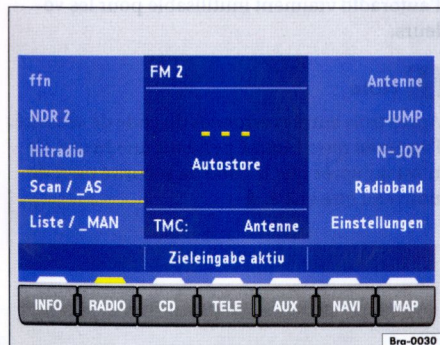 ffn
NDR 2
Hitradio
Scan / _AS
Liste / _MAN
FM 2
- - -
Autostore
TMC: Antenne
Antenne
JUMP
N-JOY
Radioband
Einstellungen
Zieleingabe aktiv
INFO RADIO CD TELE AUX NAVI MAP
Brg-0030